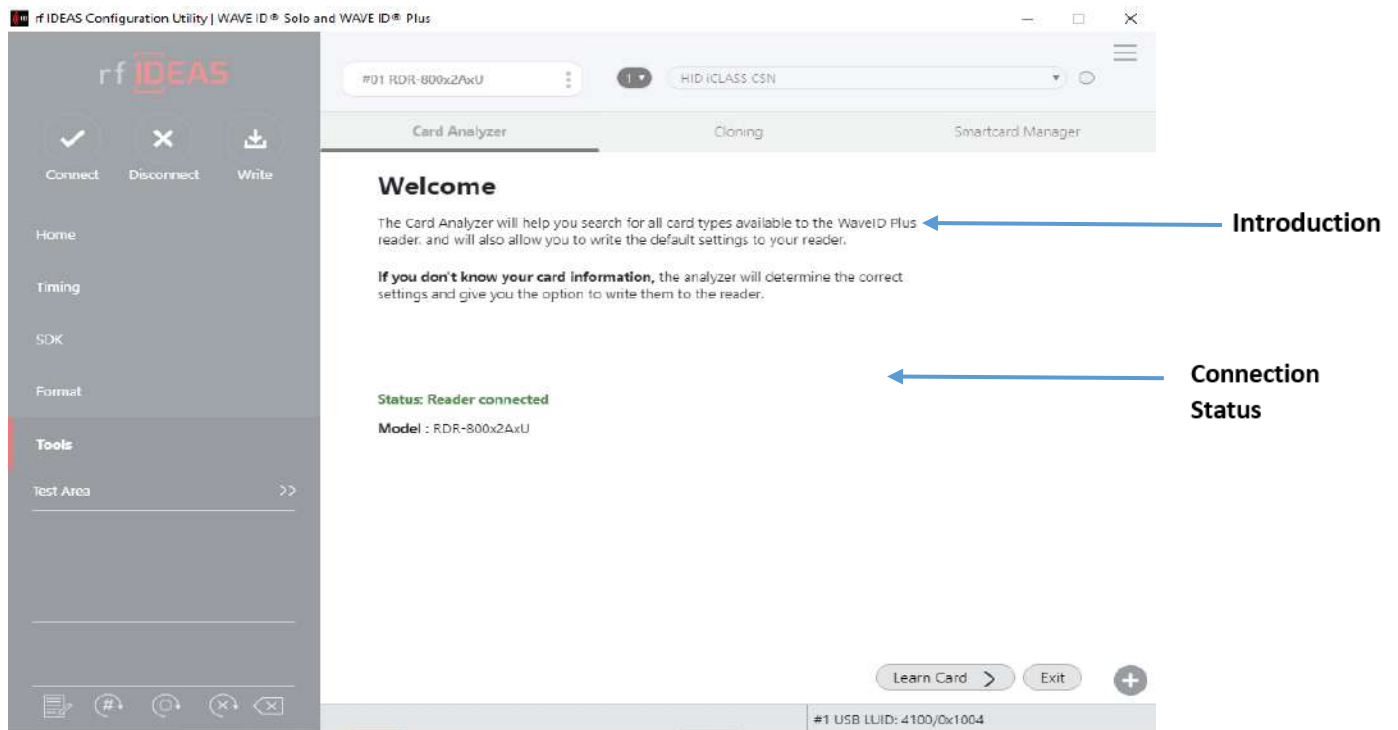 rf IDEAS Configuration Utility | WAVE ID® Solo and WAVE ID® Plus
rf IDEAS
#01 RDR-800x2AxU
1
HID iCLASS CSN
Connect
Disconnect
Write
Card Analyzer
Cloning
Smartcard Manager
Welcome
The Card Analyzer will help you search for all card types available to the WaveID Plus
reader, and will also allow you to write the default settings to your reader.
Introduction
If you don't know your card information, the analyzer will determine the correct
settings and give you the option to write them to the reader.
Home
Timing
SDK
Format
Tools
Test Area >>
Status: Reader connected
Model : RDR-800x2AxU
Connection
Status
Learn Card >
Exit
#1 USB LUID: 4100/0x1004